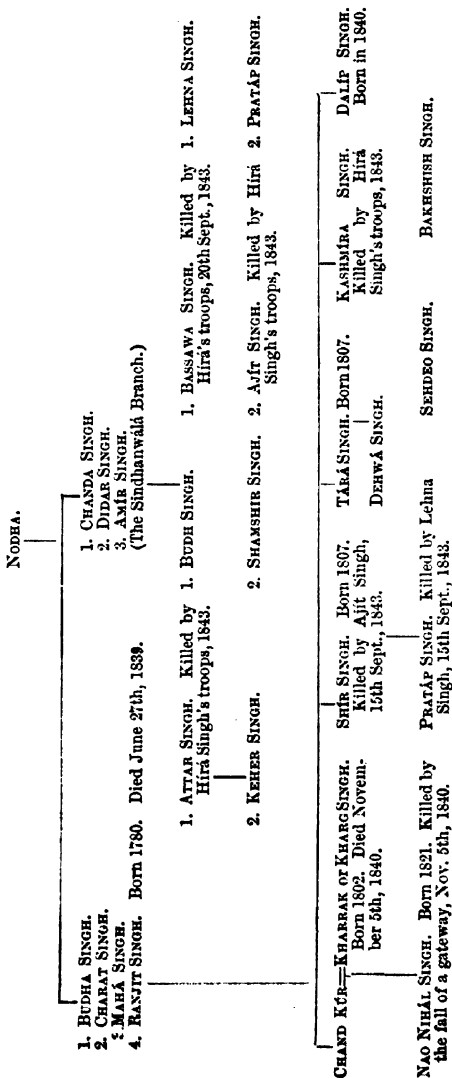 NODHA.
1. BUDHA SINGH.
2. CHARAT SINGH.
3. MAHÁ SINGH.
4. RANJIT SINGH. Born 1780. Died June 27th, 1839.
1. CHANDA SINGH.
2. DIDAR SINGH.
3. AMÍR SINGH.
(The Sindhanwálá Branch.)
1. ATTAR SINGH. Killed by
Hírá Singh's troops, 1843.
2. KEHER SINGH.
1. BUDH SINGH.
2. SHAMSHIR SINGH.
1. BASSAWA SINGH. Killed by
Hírá's troops, 20th Sept., 1843.
2. AJÍT SINGH. Killed by Hírá
Singh's troops, 1843.
1. LEHNA SINGH.
2. PRATÁP SINGH.
CHAND KÚR=KHARRAK OF KHARG SINGH.
Born 1802. Died Novem-
ber 5th, 1840.
NAO NIHÁL SINGH. Born 1821. Killed by
the fall of a gateway, Nov. 5th, 1840.
SHÍR SINGH. Born 1807.
Killed by Ajít Singh,
15th Sept., 1843.
PRATÁP SINGH. Killed by Lehna
Singh, 15th Sept., 1843.
TÁRÁ SINGH. Born 1807.
DEHWÁ SINGH.
SEHDEO SINGH.
KASHMÍRA SINGH.
Killed by Hírá
Singh's troops, 1843.
BAKHSHISH SINGH.
DALÍP SINGH.
Born in 1840.